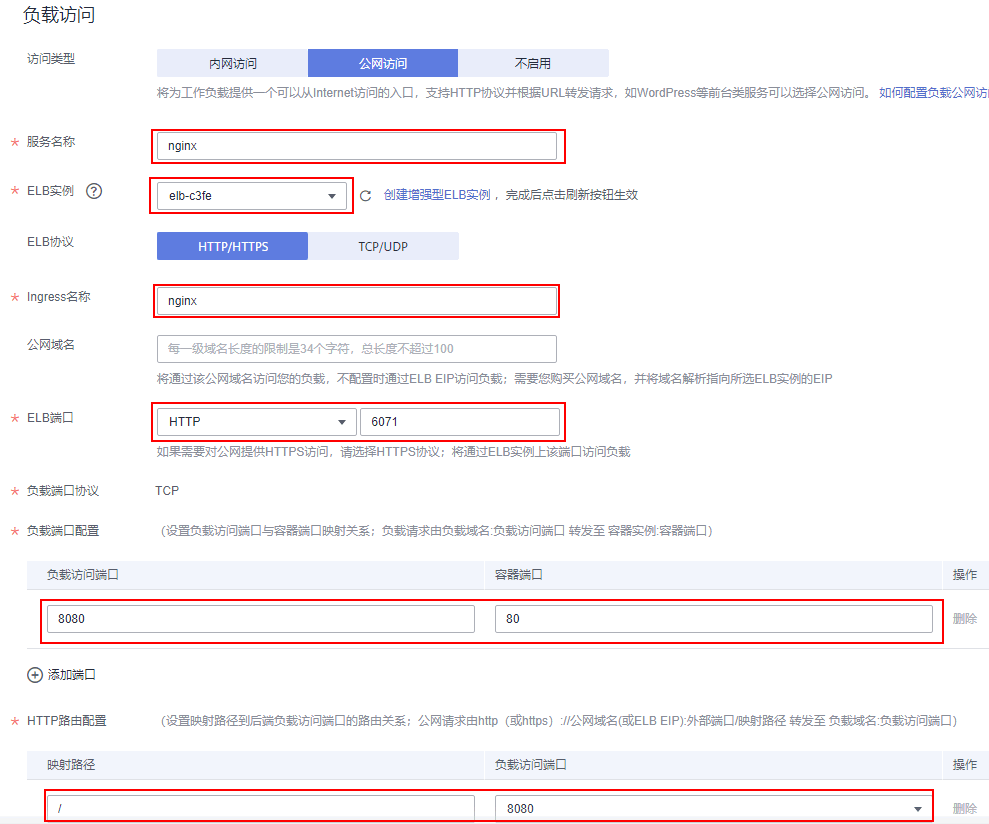 负载访问
访问类型
内网访问 公网访问 不启用
将为工作负载提供一个可以从Internet访问的入口，支持HTTP协议并根据URL转发请求，如WordPress等前台类服务可以选择公网访问。 如何配置负载公网访问
* 服务名称 nginx
* ELB实例 ? elb-c3fe 创建增强型ELB实例 ，完成后点击刷新按钮生效
ELB协议 HTTP/HTTPS TCP/UDP
* Ingress名称 nginx
公网域名 每一级域名长度的限制是34个字符，总长度不超过100
将通过该公网域名访问您的负载，不配置时通过ELB EIP访问负载；需要您购买公网域名，并将域名解析指向所选ELB实例的EIP
* ELB端口 HTTP 6071
如果需要对公网提供HTTPS访问，请选择HTTPS协议；将通过ELB实例上该端口访问负载
* 负载端口协议 TCP
* 负载端口配置 （设置负载访问端口与容器端口映射关系；负载请求由负载域名:负载访问端口 转发至 容器实例:容器端口）
负载访问端口 容器端口 操作
8080 80 删除
添加端口
* HTTP路由配置 （设置映射路径到后端负载访问端口的路由关系；公网请求由http（或https）://公网域名(或ELB EIP):外部端口/映射路径 转发至 负载域名:负载访问端口）
映射路径 负载访问端口 操作
/ 8080 删除